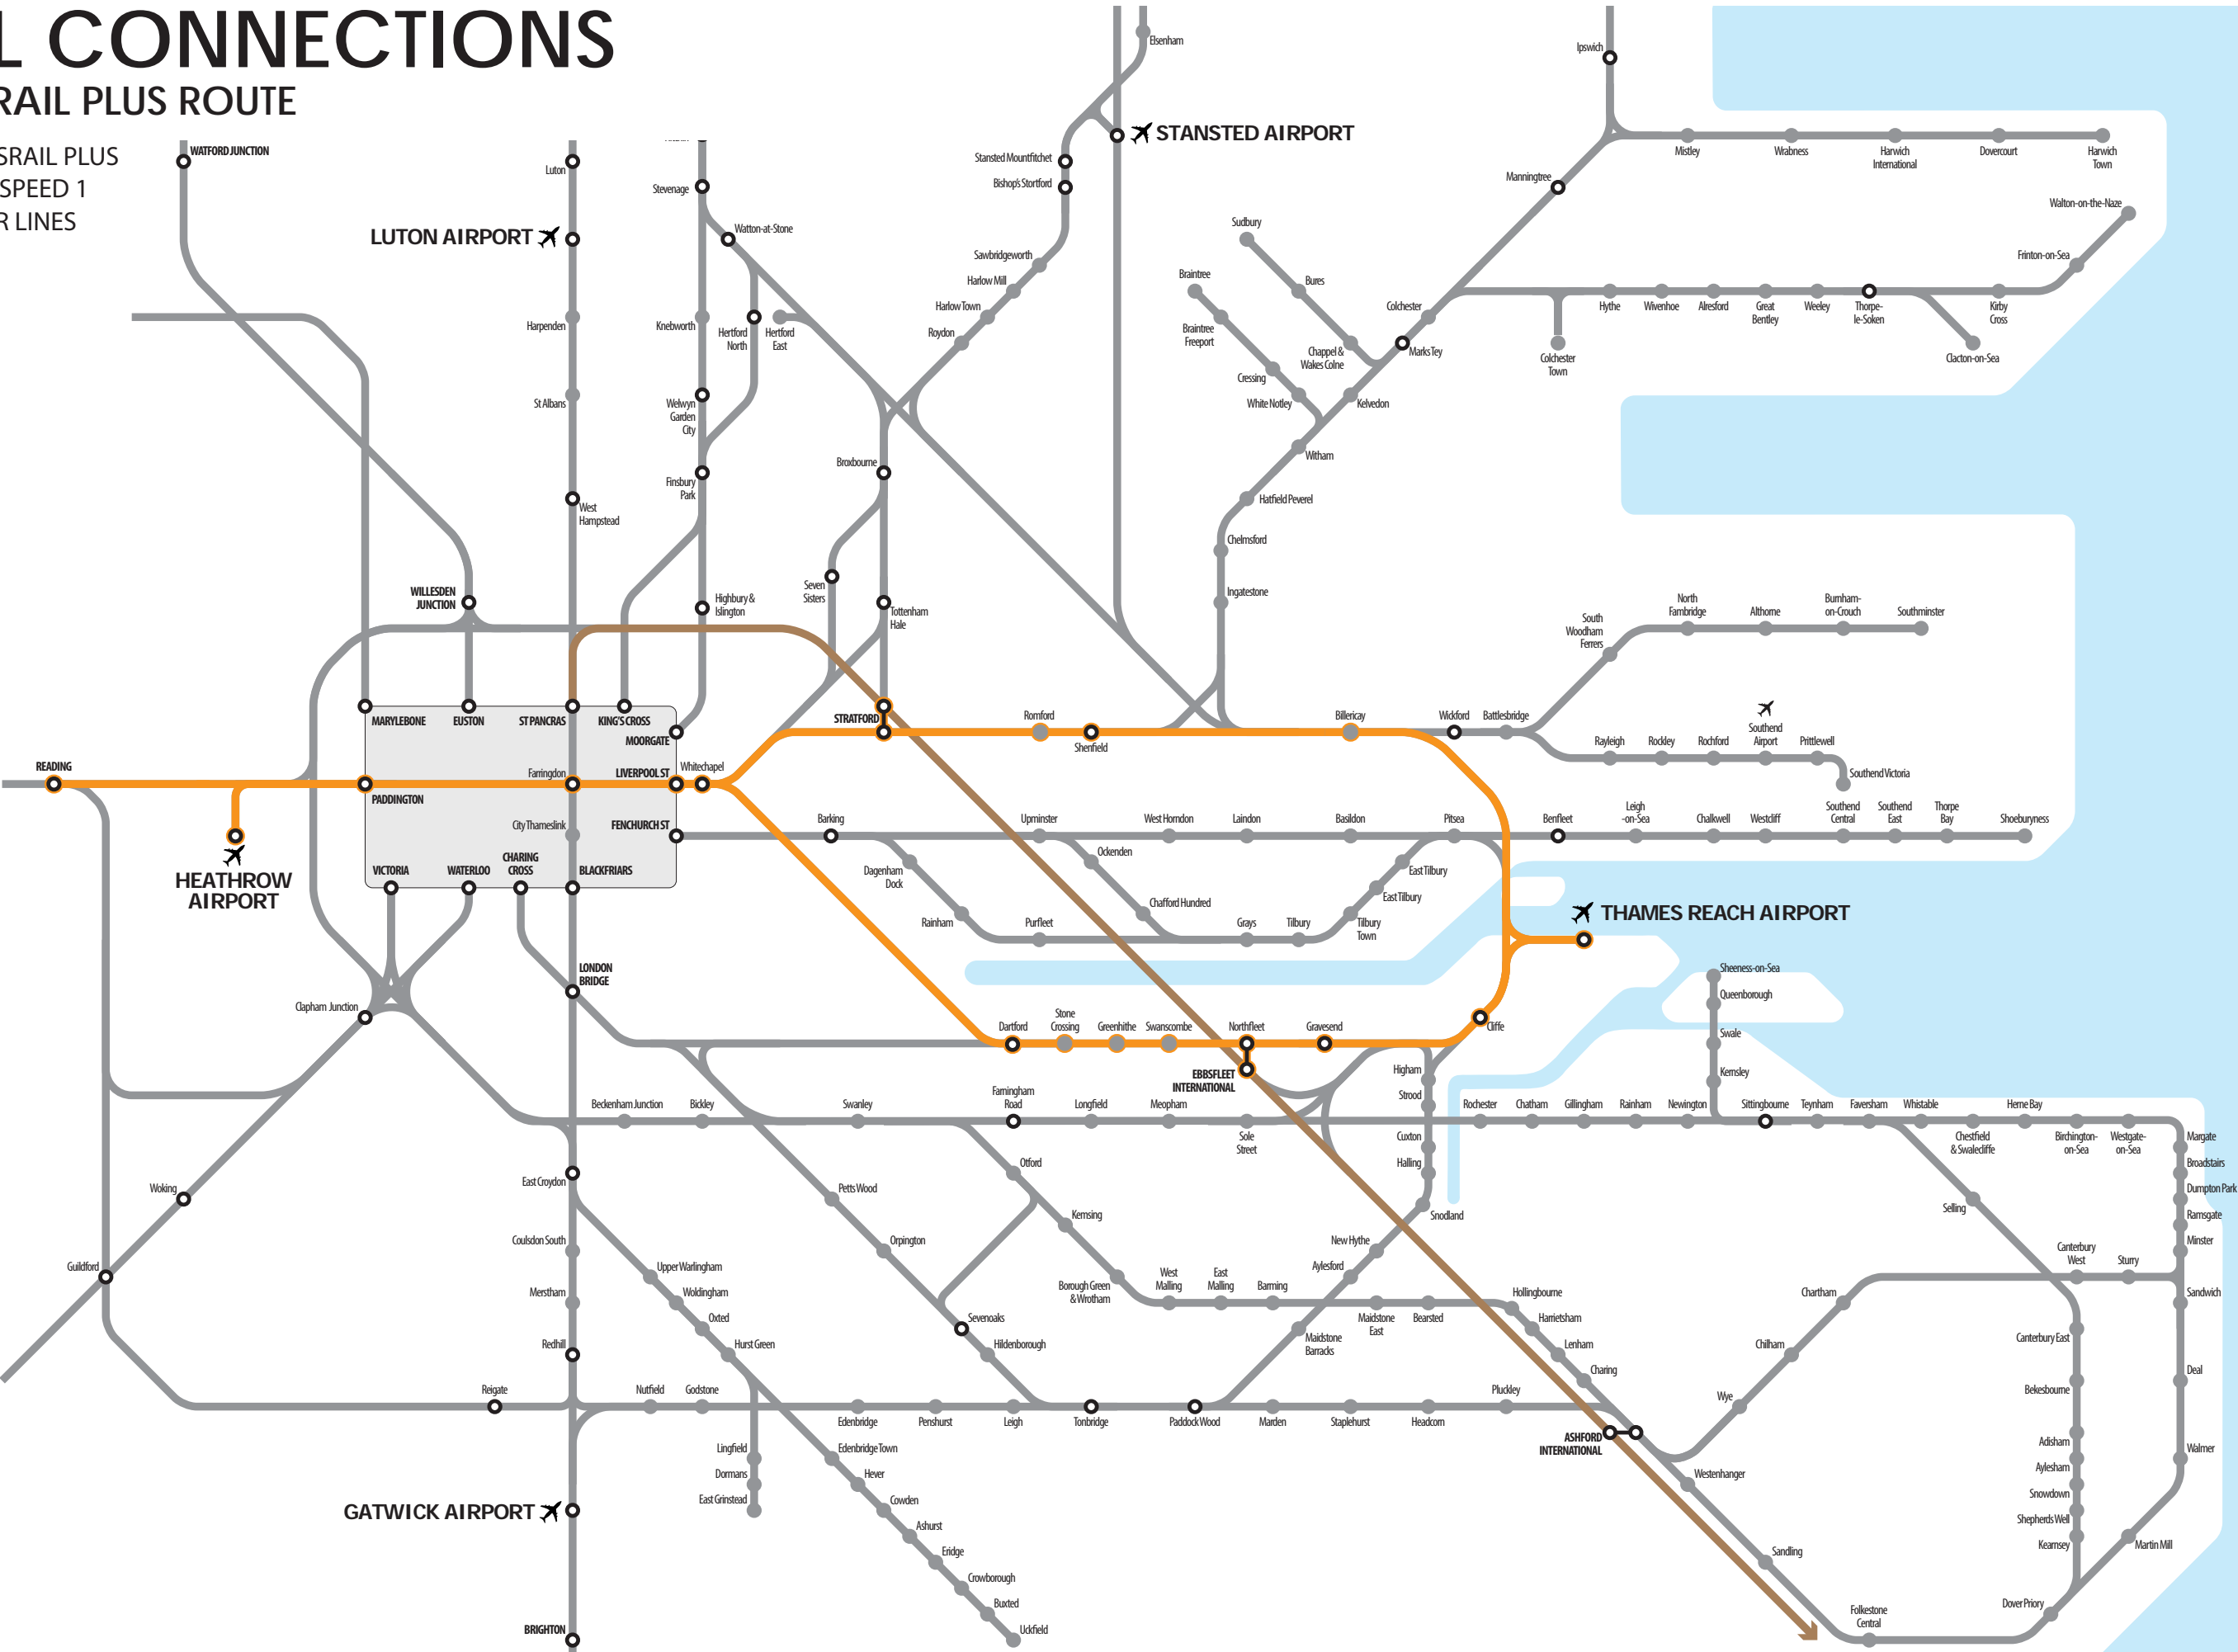 L CONNECTIONS
RAIL PLUS ROUTE
SRAIL PLUS
SPEED 1
R LINES
WATFORD JUNCTION
Luton
LUTON AIRPORT
Harpenden
St Albans
West
Hampstead
Stevenage
Watton-at-Stone
Knebworth
Hertford
North
Hertford
East
Welwyn
Garden
City
Finsbury
Park
Highbury &
Islington
WILLESDEN
JUNCTION
Elsenham
STANSTED AIRPORT
Stansted Mountfitchet
Bishop's Stortford
Sawbridgeworth
Harlow Mill
Harlow Town
Roydon
Broxbourne
Seven
Sisters
Tottenham
Hale
Ipswich
Mistley
Wrabness
Harwich
International
Dovercourt
Harwich
Town
Manningtree
Walton-on-the-Naze
Frinton-on-Sea
Sudbury
Bures
Chappel &
Wakes Colne
Braintree
Braintree
Freeport
Cressing
White Notley
Colchester
Marks Tey
Kelvedon
Witham
Hatfield Peverel
Chelmsford
Ingatestone
Colchester
Town
Hythe
Wivenhoe
Alresford
Great
Bentley
Weeley
Thorpe-
le-Soken
Kirby
Cross
Clacton-on-Sea
South
Woodham
Ferrers
North
Fambridge
Althorne
Burnham-
on-Crouch
Southminster
MARYLEBONE
EUSTON
ST PANCRAS
KING'S CROSS
MOORGATE
STRATFORD
Romford
Shenfield
Billericay
Wickford
Battlesbridge
Rayleigh
Rockley
Rochford
Southend
Airport
Prittlewell
Southend Victoria
READING
PADDINGTON
Farringdon
LIVERPOOL ST
Whitechapel
HEATHROW
AIRPORT
City Thameslink
FENCHURCH ST
VICTORIA
WATERLOO
CHARING
CROSS
BLACKFRIARS
Barking
Upminster
West Horndon
Laindon
Basildon
Pitsea
Benfleet
Leigh
-on-Sea
Chalkwell
Westcliff
Southend
Central
Southend
East
Thorpe
Bay
Shoeburyness
Dagenham
Dock
Rainham
Purfleet
Ockenden
Chafford Hundred
Grays
Tilbury
Tilbury
Town
East Tilbury
East Tilbury
THAMES REACH AIRPORT
LONDON
BRIDGE
Clapham Junction
Dartford
Stone
Crossing
Greenhithe
Swanscombe
Northfleet
Gravesend
Cliffe
EBBSFLEET
INTERNATIONAL
Sheeness-on-Sea
Queenborough
Swale
Kemsley
Higham
Strood
Cuxton
Halling
Snodland
New Hythe
Aylesford
Maidstone
Barracks
Beckenham Junction
Bickley
Swanley
Farningham
Road
Longfield
Meopham
Sole
Street
Rochester
Chatham
Gillingham
Rainham
Newington
Sittingbourne
Teynham
Faversham
Whistable
Chestfield
& Swalecliffe
Herne Bay
Birchington-
on-Sea
Westgate-
on-Sea
Margate
Broadstairs
Dumpton Park
Ramsgate
Minster
Sandwich
Deal
Walmer
Martin Mill
Dover Priory
Selling
Canterbury
West
Sturry
Chartham
Chilham
Wye
Canterbury East
Bekesbourne
Adisham
Aylesham
Snowdown
Shepherds Well
Kearnsey
Woking
Guildford
East Croydon
Coulsdon South
Merstham
Redhill
Reigate
Upper Warlingham
Woldingham
Oxted
Hurst Green
Petts Wood
Orpington
Sevenoaks
Hildenborough
Otford
Kemsing
Borough Green
& Wrotham
West
Malling
East
Malling
Barming
Maidstone
East
Bearsted
Hollingbourne
Harrietsham
Lenham
Charing
Nutfield
Godstone
Edenbridge
Penshurst
Leigh
Tonbridge
Paddock Wood
Marden
Staplehurst
Headcorn
Pluckley
ASHFORD
INTERNATIONAL
Westenhanger
Sandling
Folkestone
Central
Lingfield
Dormans
East Grinstead
Edenbridge Town
Hever
Cowden
Ashurst
Eridge
Crowborough
Buxted
Uckfield
GATWICK AIRPORT
BRIGHTON